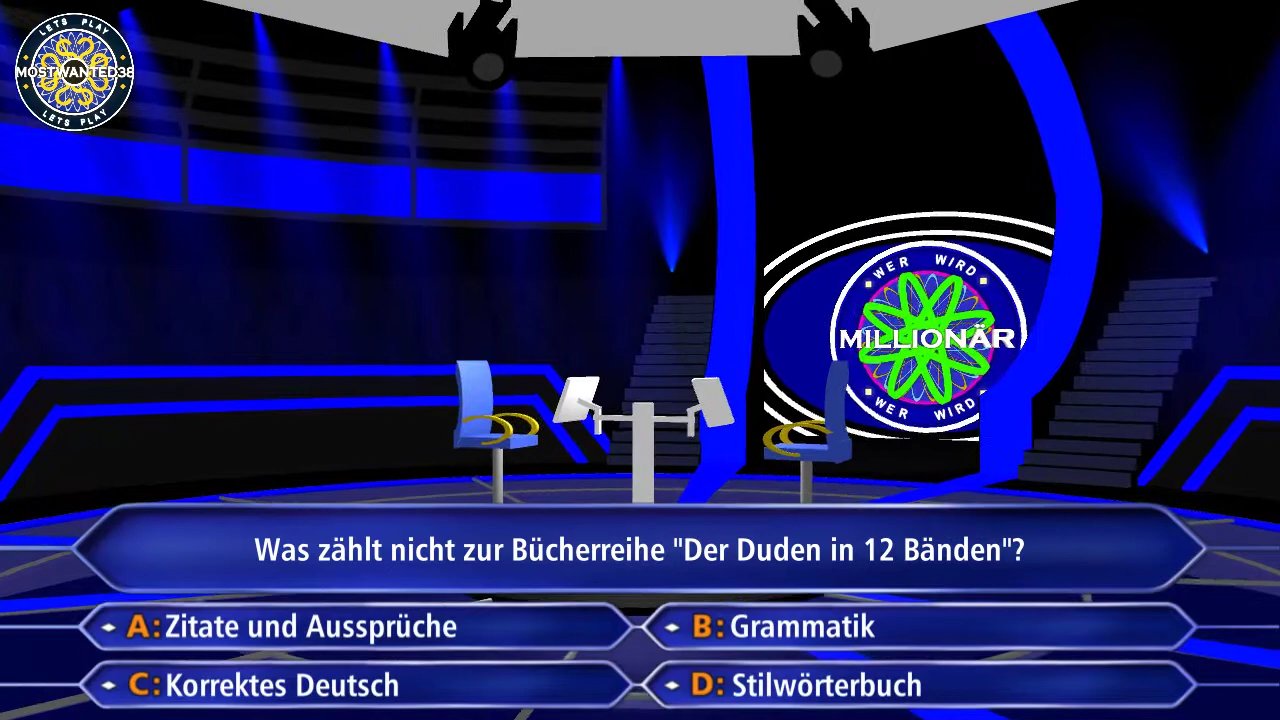 LETS PLAY
MOSTWANTED38
LETS PLAY
WER WIRD
MILLIONÄR
WER WIRD
Was zählt nicht zur Bücherreihe "Der Duden in 12 Bänden"?
A: Zitate und Aussprüche
B: Grammatik
C: Korrektes Deutsch
D: Stilwörterbuch